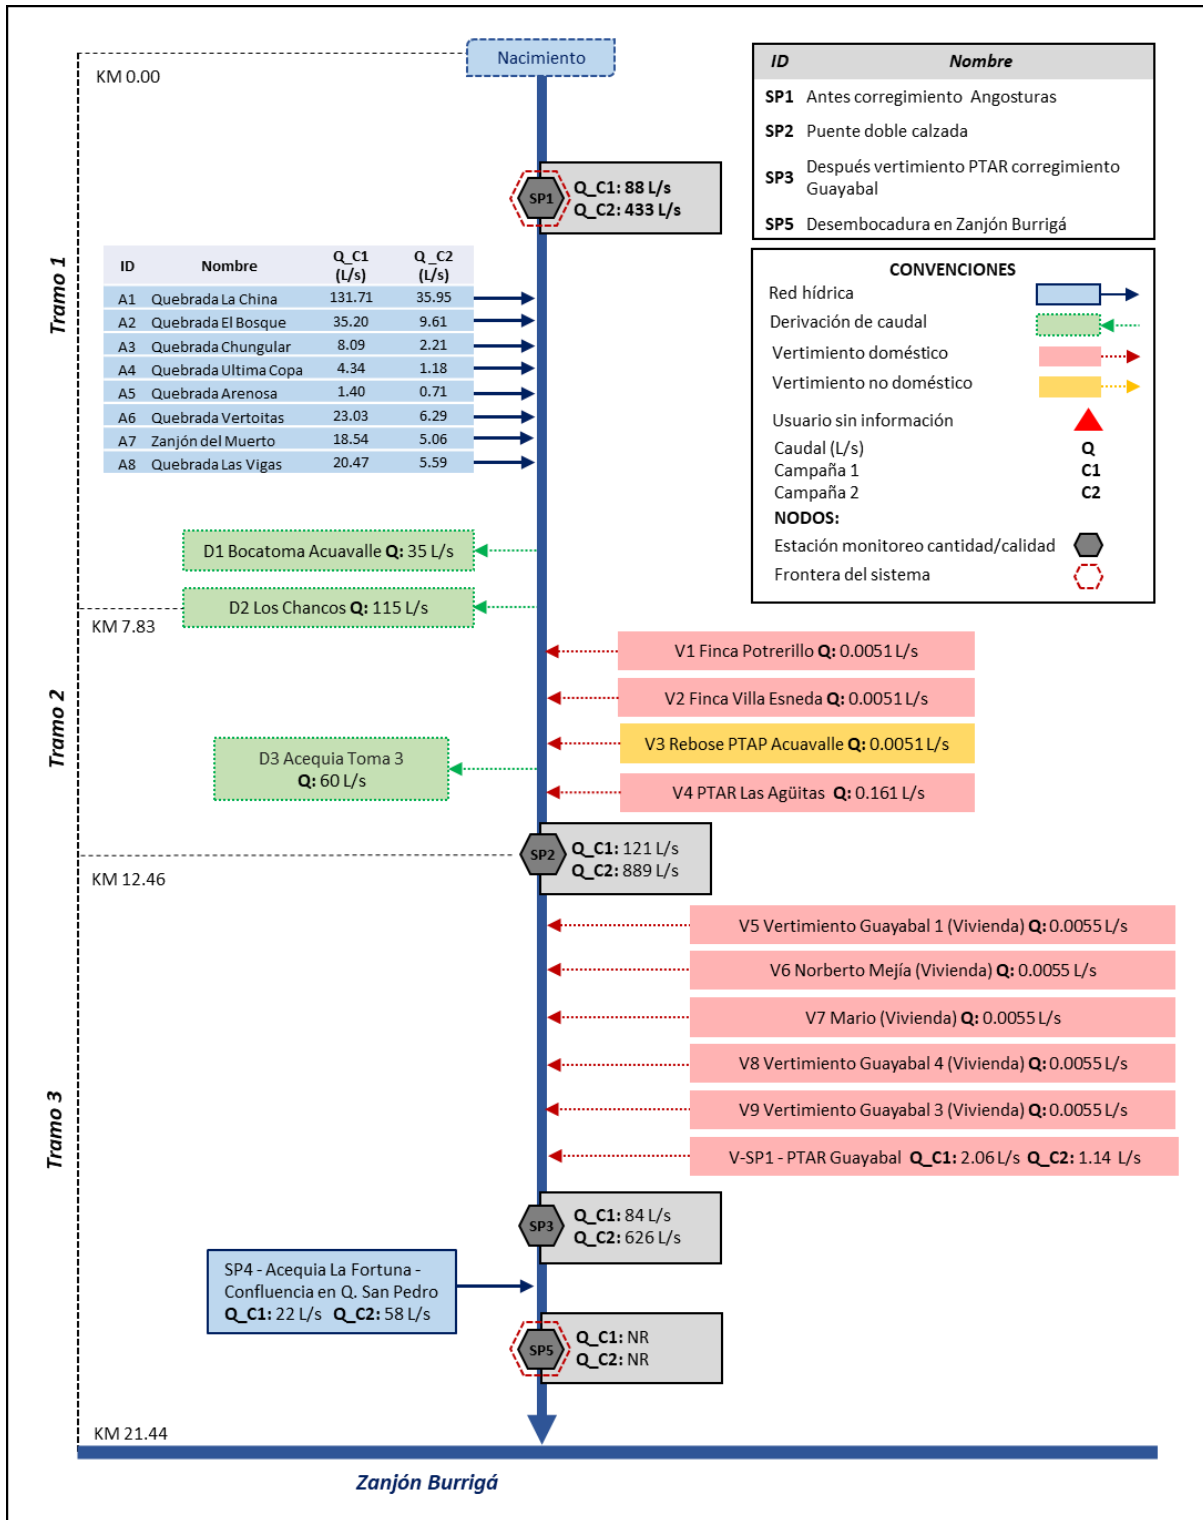 Nacimiento
KM 0.00
ID Nombre
SP1 Antes corregimiento Angosturas
SP2 Puente doble calzada
SP3 Después vertimiento PTAR corregimiento
Guayabal
SP5 Desembocadura en Zanjón Burrigá
SP1
Q_C1: 88 L/s
Q_C2: 433 L/s
Tramo 1
ID Nombre Q_C1 (L/s) Q_C2 (L/s)
A1 Quebrada La China 131.71 35.95
A2 Quebrada El Bosque 35.20 9.61
A3 Quebrada Chungular 8.09 2.21
A4 Quebrada Ultima Copa 4.34 1.18
A5 Quebrada Arenosa 1.40 0.71
A6 Quebrada Vertoitas 23.03 6.29
A7 Zanjón del Muerto 18.54 5.06
A8 Quebrada Las Vigas 20.47 5.59
CONVENCIONES
Red hídrica
Derivación de caudal
Vertimiento doméstico
Vertimiento no doméstico
Usuario sin información
Caudal (L/s) Q
Campaña 1 C1
Campaña 2 C2
NODOS:
Estación monitoreo cantidad/calidad
Frontera del sistema
D1 Bocatoma Acuavalle Q: 35 L/s
D2 Los Chancos Q: 115 L/s
KM 7.83
Tramo 2
V1 Finca Potrerillo Q: 0.0051 L/s
V2 Finca Villa Esneda Q: 0.0051 L/s
V3 Rebose PTAP Acuavalle Q: 0.0051 L/s
D3 Acequia Toma 3
Q: 60 L/s
V4 PTAR Las Agüitas Q: 0.161 L/s
SP2
Q_C1: 121 L/s
Q_C2: 889 L/s
KM 12.46
Tramo 3
V5 Vertimiento Guayabal 1 (Vivienda) Q: 0.0055 L/s
V6 Norberto Mejía (Vivienda) Q: 0.0055 L/s
V7 Mario (Vivienda) Q: 0.0055 L/s
V8 Vertimiento Guayabal 4 (Vivienda) Q: 0.0055 L/s
V9 Vertimiento Guayabal 3 (Vivienda) Q: 0.0055 L/s
V-SP1 - PTAR Guayabal Q_C1: 2.06 L/s Q_C2: 1.14 L/s
SP3
Q_C1: 84 L/s
Q_C2: 626 L/s
SP4 - Acequia La Fortuna -
Confluencia en Q. San Pedro
Q_C1: 22 L/s Q_C2: 58 L/s
SP5
Q_C1: NR
Q_C2: NR
KM 21.44
Zanjón Burrigá